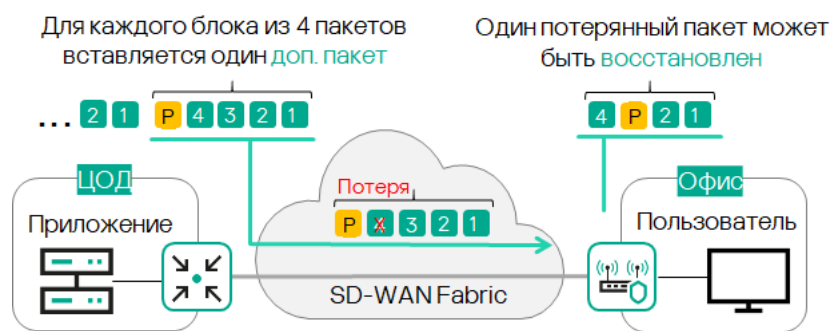 Для каждого блока из 4 пакетов
вставляется один доп. пакет
Один потерянный пакет может
быть восстановлен
... 2 1 P 4 3 2 1
4 P 2 1
ЦОД
Приложение
Потеря
P X 3 2 1
SD-WAN Fabric
Офис
Пользователь